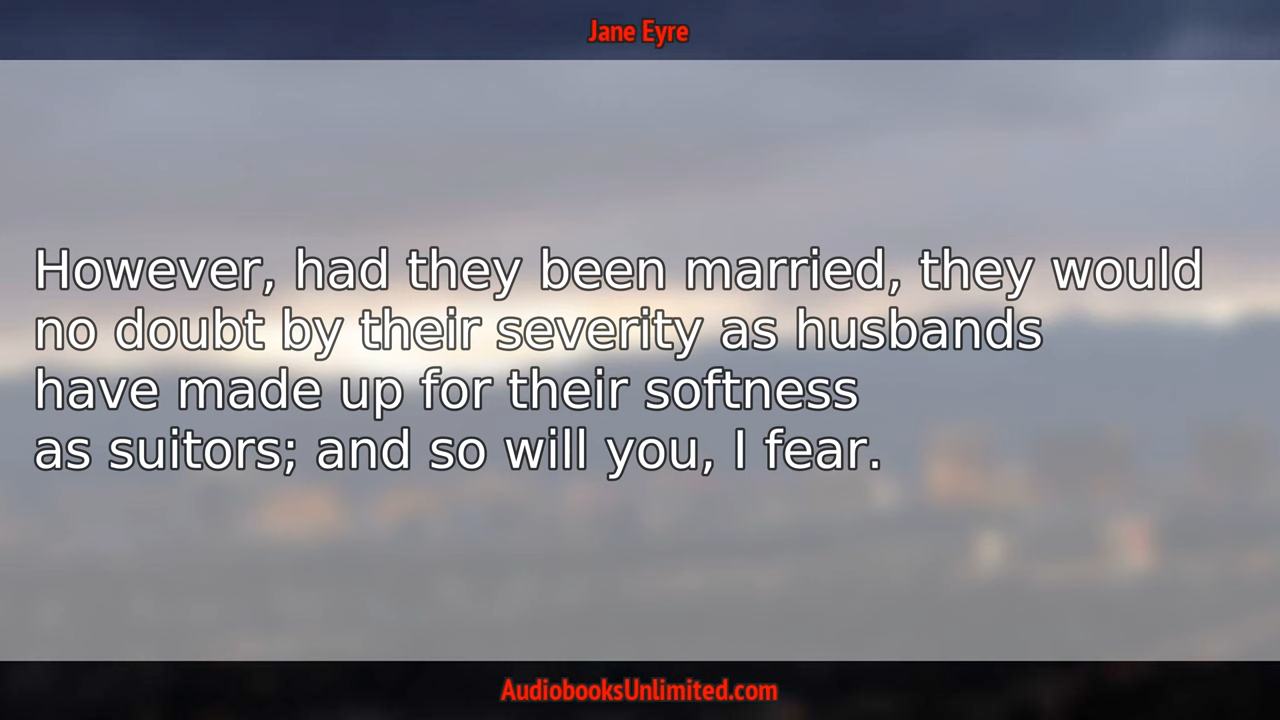 Jane Eyre
However, had they been married, they would
no doubt by their severity as husbands
have made up for their softness
as suitors; and so will you, I fear.
AudiobooksUnlimited.com